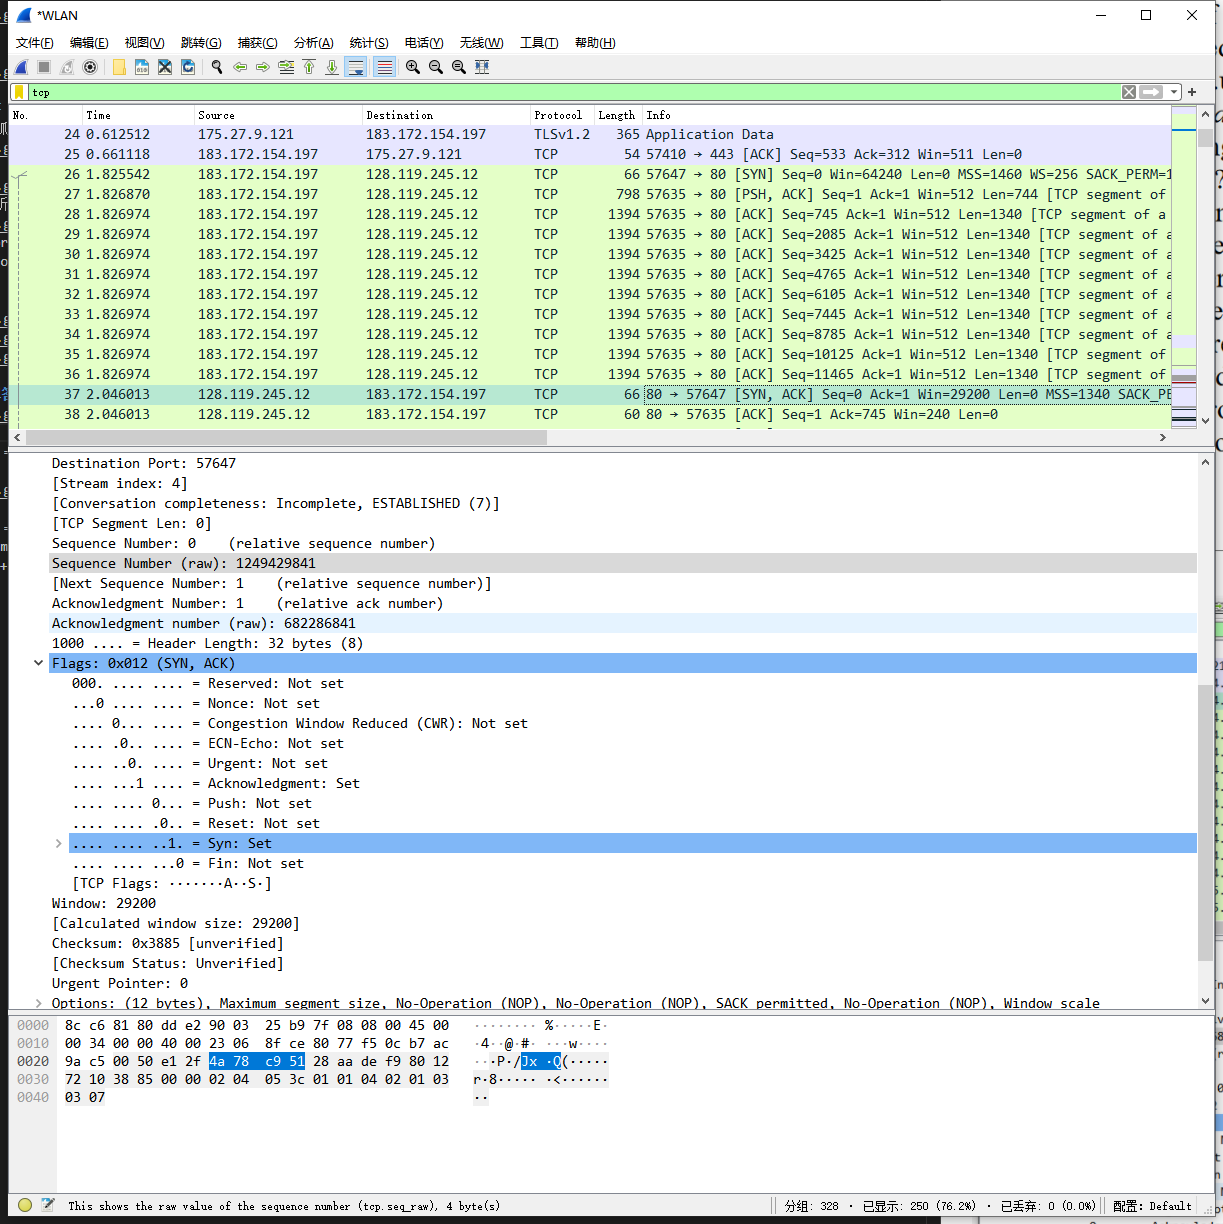 *WLAN
文件(F) 编辑(E) 视图(V) 跳转(G) 捕获(C) 分析(A) 统计(S) 电话(Y) 无线(W) 工具(T) 帮助(H)
tcp
No. Time Source Destination Protocol Length Info
24 0.612512 175.27.9.121 183.172.154.197 TLSv1.2 365 Application Data
25 0.661118 183.172.154.197 175.27.9.121 TCP 54 57410 → 443 [ACK] Seq=533 Ack=312 Win=511 Len=0
26 1.825542 183.172.154.197 128.119.245.12 TCP 66 57647 → 80 [SYN] Seq=0 Win=64240 Len=0 MSS=1460 WS=256 SACK_PERM=1
27 1.826870 183.172.154.197 128.119.245.12 TCP 798 57635 → 80 [PSH, ACK] Seq=1 Ack=1 Win=512 Len=744 [TCP segment of
28 1.826974 183.172.154.197 128.119.245.12 TCP 1394 57635 → 80 [ACK] Seq=745 Ack=1 Win=512 Len=1340 [TCP segment of a
29 1.826974 183.172.154.197 128.119.245.12 TCP 1394 57635 → 80 [ACK] Seq=2085 Ack=1 Win=512 Len=1340 [TCP segment of a
30 1.826974 183.172.154.197 128.119.245.12 TCP 1394 57635 → 80 [ACK] Seq=3425 Ack=1 Win=512 Len=1340 [TCP segment of a
31 1.826974 183.172.154.197 128.119.245.12 TCP 1394 57635 → 80 [ACK] Seq=4765 Ack=1 Win=512 Len=1340 [TCP segment of a
32 1.826974 183.172.154.197 128.119.245.12 TCP 1394 57635 → 80 [ACK] Seq=6105 Ack=1 Win=512 Len=1340 [TCP segment of a
33 1.826974 183.172.154.197 128.119.245.12 TCP 1394 57635 → 80 [ACK] Seq=7445 Ack=1 Win=512 Len=1340 [TCP segment of a
34 1.826974 183.172.154.197 128.119.245.12 TCP 1394 57635 → 80 [ACK] Seq=8785 Ack=1 Win=512 Len=1340 [TCP segment of a
35 1.826974 183.172.154.197 128.119.245.12 TCP 1394 57635 → 80 [ACK] Seq=10125 Ack=1 Win=512 Len=1340 [TCP segment of
36 1.826974 183.172.154.197 128.119.245.12 TCP 1394 57635 → 80 [ACK] Seq=11465 Ack=1 Win=512 Len=1340 [TCP segment of
37 2.046013 128.119.245.12 183.172.154.197 TCP 66 80 → 57647 [SYN, ACK] Seq=0 Ack=1 Win=29200 Len=0 MSS=1340 SACK_PE
38 2.046013 128.119.245.12 183.172.154.197 TCP 60 80 → 57635 [ACK] Seq=1 Ack=745 Win=240 Len=0
Destination Port: 57647
[Stream index: 4]
[Conversation completeness: Incomplete, ESTABLISHED (7)]
[TCP Segment Len: 0]
Sequence Number: 0 (relative sequence number)
Sequence Number (raw): 1249429841
[Next Sequence Number: 1 (relative sequence number)]
Acknowledgment Number: 1 (relative ack number)
Acknowledgment number (raw): 682286841
1000 .... = Header Length: 32 bytes (8)
Flags: 0x012 (SYN, ACK)
000. .... .... = Reserved: Not set
...0 .... .... = Nonce: Not set
.... 0... .... = Congestion Window Reduced (CWR): Not set
.... .0.. .... = ECN-Echo: Not set
.... ..0. .... = Urgent: Not set
.... ...1 .... = Acknowledgment: Set
.... .... 0... = Push: Not set
.... .... .0.. = Reset: Not set
.... .... ..1. = Syn: Set
.... .... ...0 = Fin: Not set
[TCP Flags: ·······A··S·]
Window: 29200
[Calculated window size: 29200]
Checksum: 0x3885 [unverified]
[Checksum Status: Unverified]
Urgent Pointer: 0
Options: (12 bytes), Maximum segment size, No-Operation (NOP), No-Operation (NOP), SACK permitted, No-Operation (NOP), Window scale
0000 8c c6 81 80 dd e2 90 03 25 b9 7f 08 08 00 45 00 ········ %·····E·
0010 00 34 00 00 40 00 23 06 8f ce 80 77 f5 0c b7 ac ·4··@·#· ···w····
0020 9a c5 00 50 e1 2f 4a 78 c9 51 28 aa de f9 80 12 ···P·/Jx ·Q(·····
0030 72 10 38 85 00 00 02 04 05 3c 01 01 04 02 01 03 r·8····· ·<······
0040 03 07 ··
This shows the raw value of the sequence number (tcp.seq_raw), 4 byte(s) 分组: 328 · 已显示: 250 (76.2%) · 已丢弃: 0 (0.0%) 配置: Default